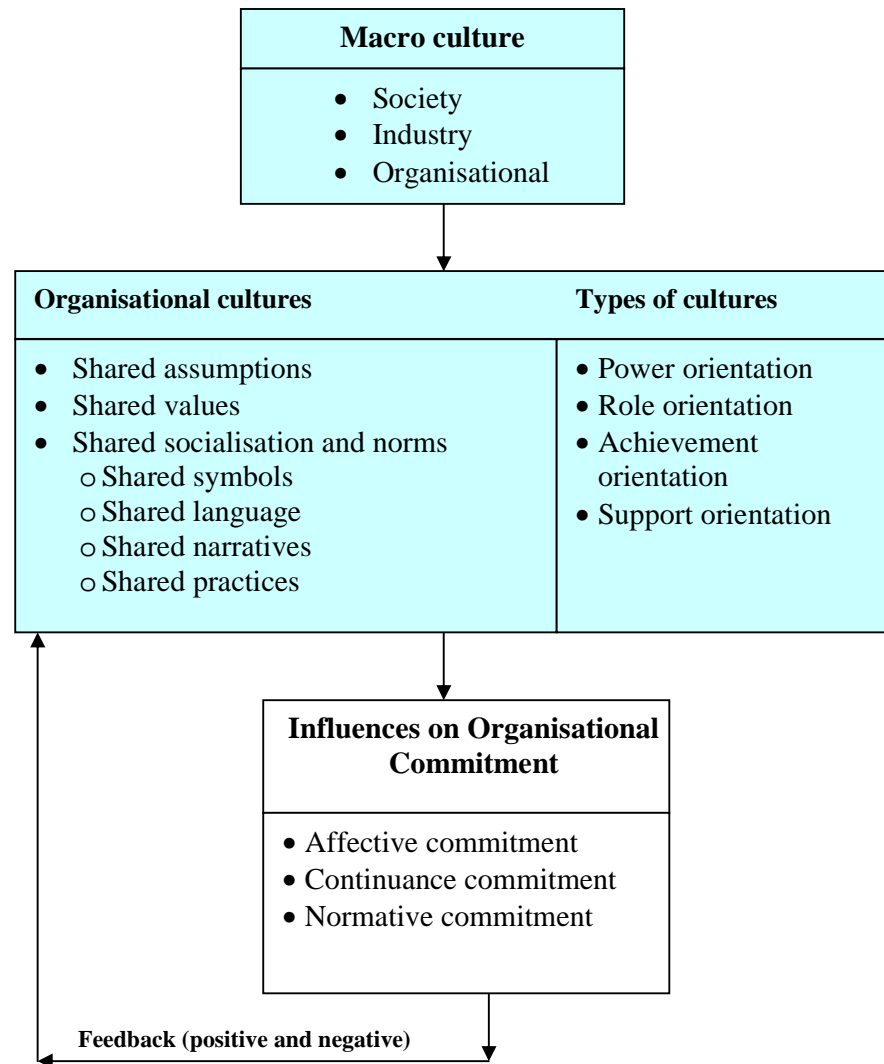 Macro culture
• Society
• Industry
• Organisational
Organisational cultures
• Shared assumptions
• Shared values
• Shared socialisation and norms
o Shared symbols
o Shared language
o Shared narratives
o Shared practices
Types of cultures
• Power orientation
• Role orientation
• Achievement
orientation
• Support orientation
Influences on Organisational
Commitment
• Affective commitment
• Continuance commitment
• Normative commitment
Feedback (positive and negative)